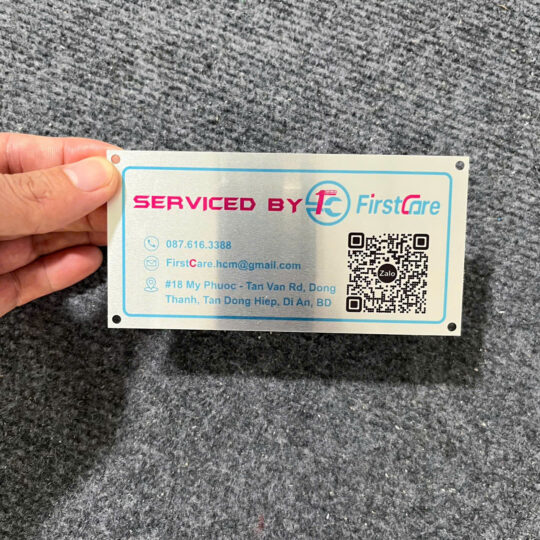 SERVICED BY FirstCare
087.616.3388
FirstCare.hcm@gmail.com
#18 My Phuoc - Tan Van Rd, Dong
Thanh, Tan Dong Hiep, Di An, BD
Zalo